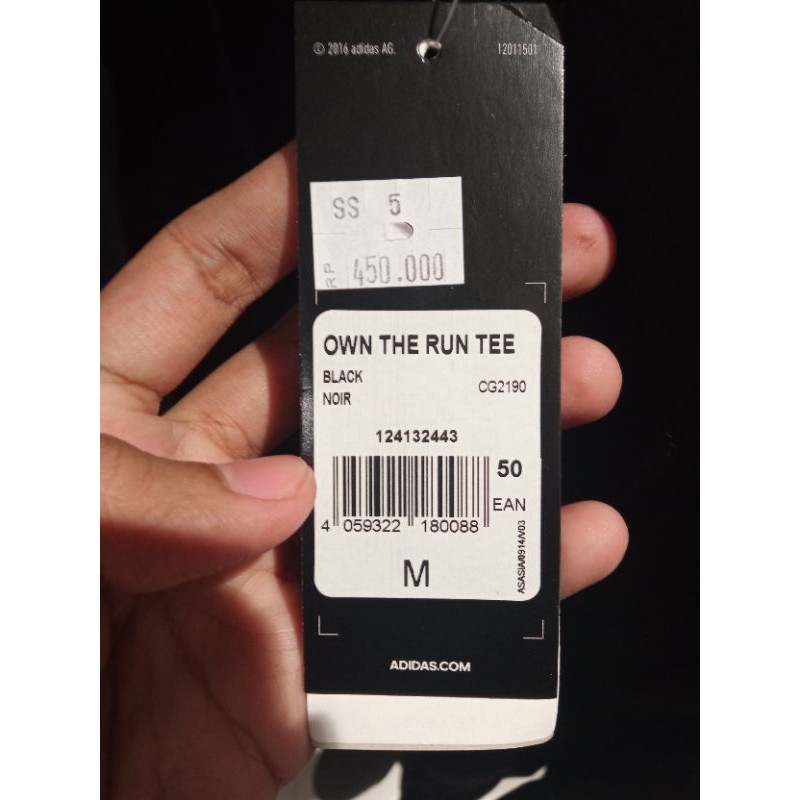 © 2016 adidas AG. 12011501
SS 5
RP 450.000
OWN THE RUN TEE
BLACK
NOIR CG2190
124132443
50
EAN
4 059322 180088
M
ASASIA/0914/V03
ADIDAS.COM